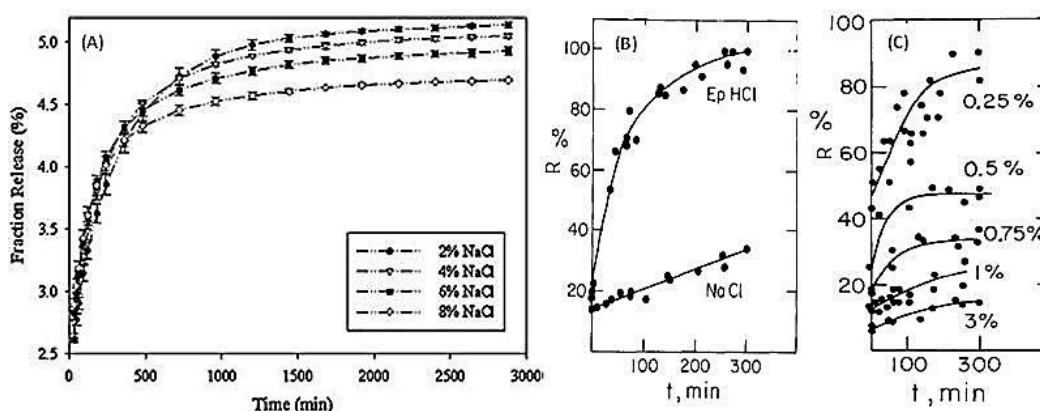 (A)
Fraction Release (%)
5.0
4.5
4.0
3.5
3.0
2.5
2% NaCl
4% NaCl
6% NaCl
8% NaCl
0 500 1000 1500 2000 2500 3000
Time (min)
(B)
R %
100
80
60
40
20
Ep HCl
NaCl
0 100 200 300
t, min
(C)
R %
80
60
40
20
0.25%
0.5%
0.75%
1%
3%
100 300
t, min